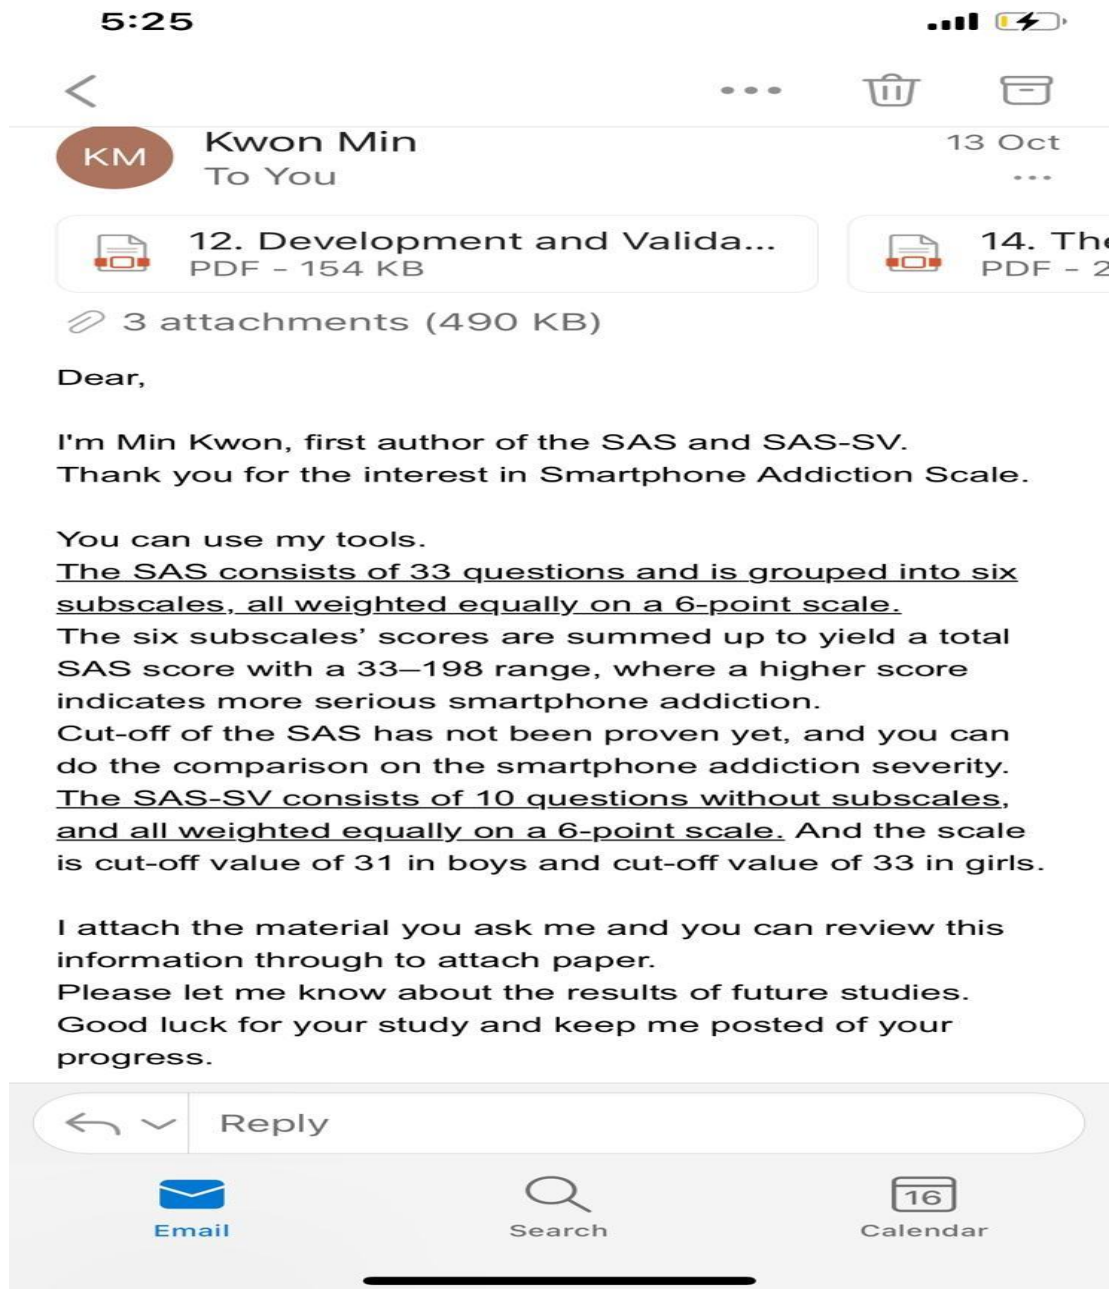 5:25
KM
Kwon Min
13 Oct
To You
12. Development and Valida...
PDF - 154 KB
14. The
PDF - 2
3 attachments (490 KB)
Dear,
I'm Min Kwon, first author of the SAS and SAS-SV.
Thank you for the interest in Smartphone Addiction Scale.
You can use my tools.
The SAS consists of 33 questions and is grouped into six
subscales, all weighted equally on a 6-point scale.
The six subscales’ scores are summed up to yield a total
SAS score with a 33–198 range, where a higher score
indicates more serious smartphone addiction.
Cut-off of the SAS has not been proven yet, and you can
do the comparison on the smartphone addiction severity.
The SAS-SV consists of 10 questions without subscales,
and all weighted equally on a 6-point scale. And the scale
is cut-off value of 31 in boys and cut-off value of 33 in girls.
I attach the material you ask me and you can review this
information through to attach paper.
Please let me know about the results of future studies.
Good luck for your study and keep me posted of your
progress.
Reply
16
Email
Search
Calendar